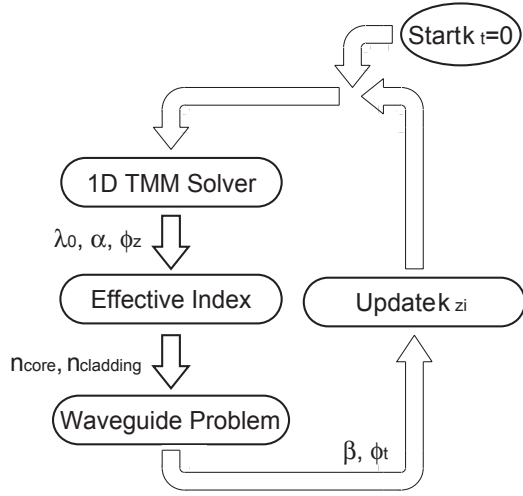 Startk t=0
1D TMM Solver
λ0, α, ϕz
Effective Index
Updatek zi
ncore, ncladding
Waveguide Problem
β, ϕt